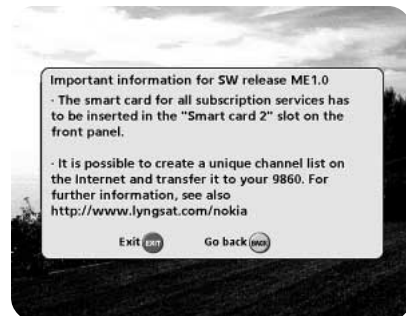 Important information for SW release ME1.0
· The smart card for all subscription services has
to be inserted in the "Smart card 2" slot on the
front panel.
· It is possible to create a unique channel list on
the Internet and transfer it to your 9860. For
further information, see also
http://www.lyngsat.com/nokia
Exit EXIT Go back BACK